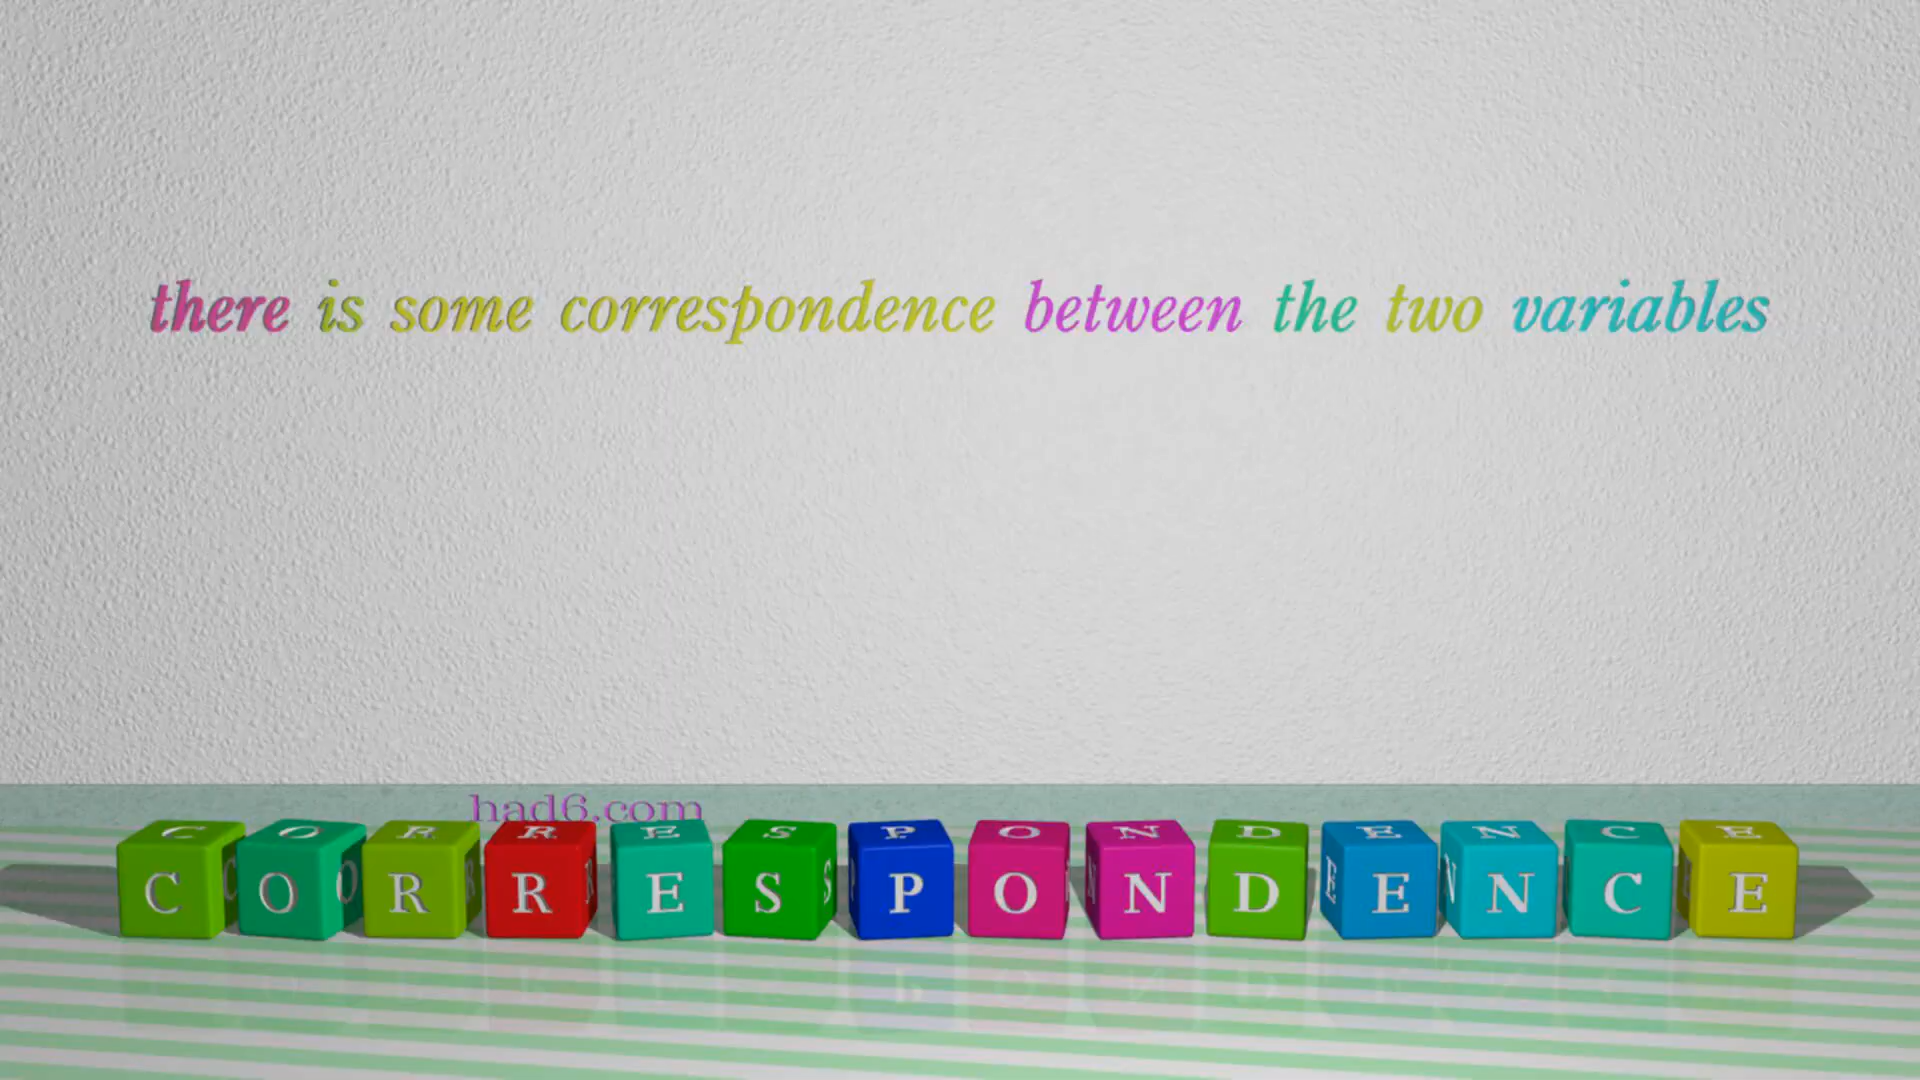 there is some correspondence between the two variables
had6.com
CORRESPONDENCE